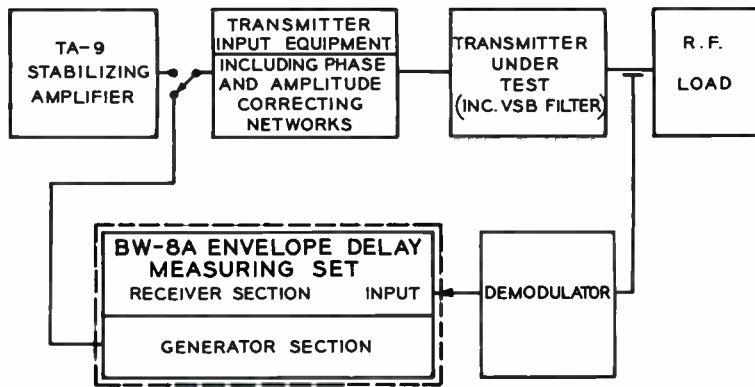 TA-9
STABILIZING
AMPLIFIER
TRANSMITTER
INPUT EQUIPMENT
INCLUDING PHASE
AND AMPLITUDE
CORRECTING
NETWORKS
TRANSMITTER
UNDER
TEST
(INC. VSB FILTER)
R.F.
LOAD
BW-8A ENVELOPE DELAY
MEASURING SET
RECEIVER SECTION INPUT
GENERATOR SECTION
DEMODULATOR